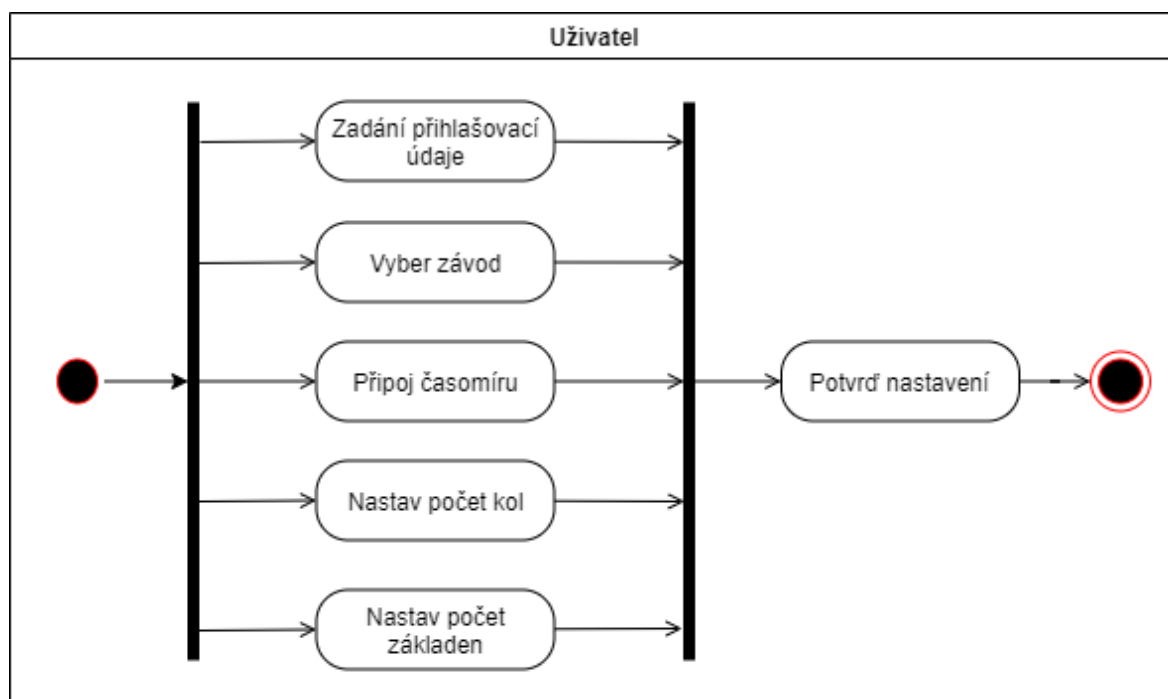 Uživatel
Zadání přihlašovací
údaje
Vyber závod
Připoj časomíru
Nastav počet kol
Nastav počet
základen
Potvrď nastavení